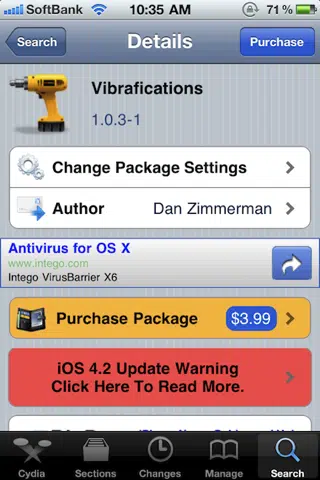 SoftBank 10:35 AM 71%
Search Details Purchase
Vibrafications
1.0.3-1
Change Package Settings
Author Dan Zimmerman
Antivirus for OS X
www.intego.com
Intego VirusBarrier X6
Purchase Package $3.99
iOS 4.2 Update Warning
Click Here To Read More.
Cydia Sections Changes Manage Search